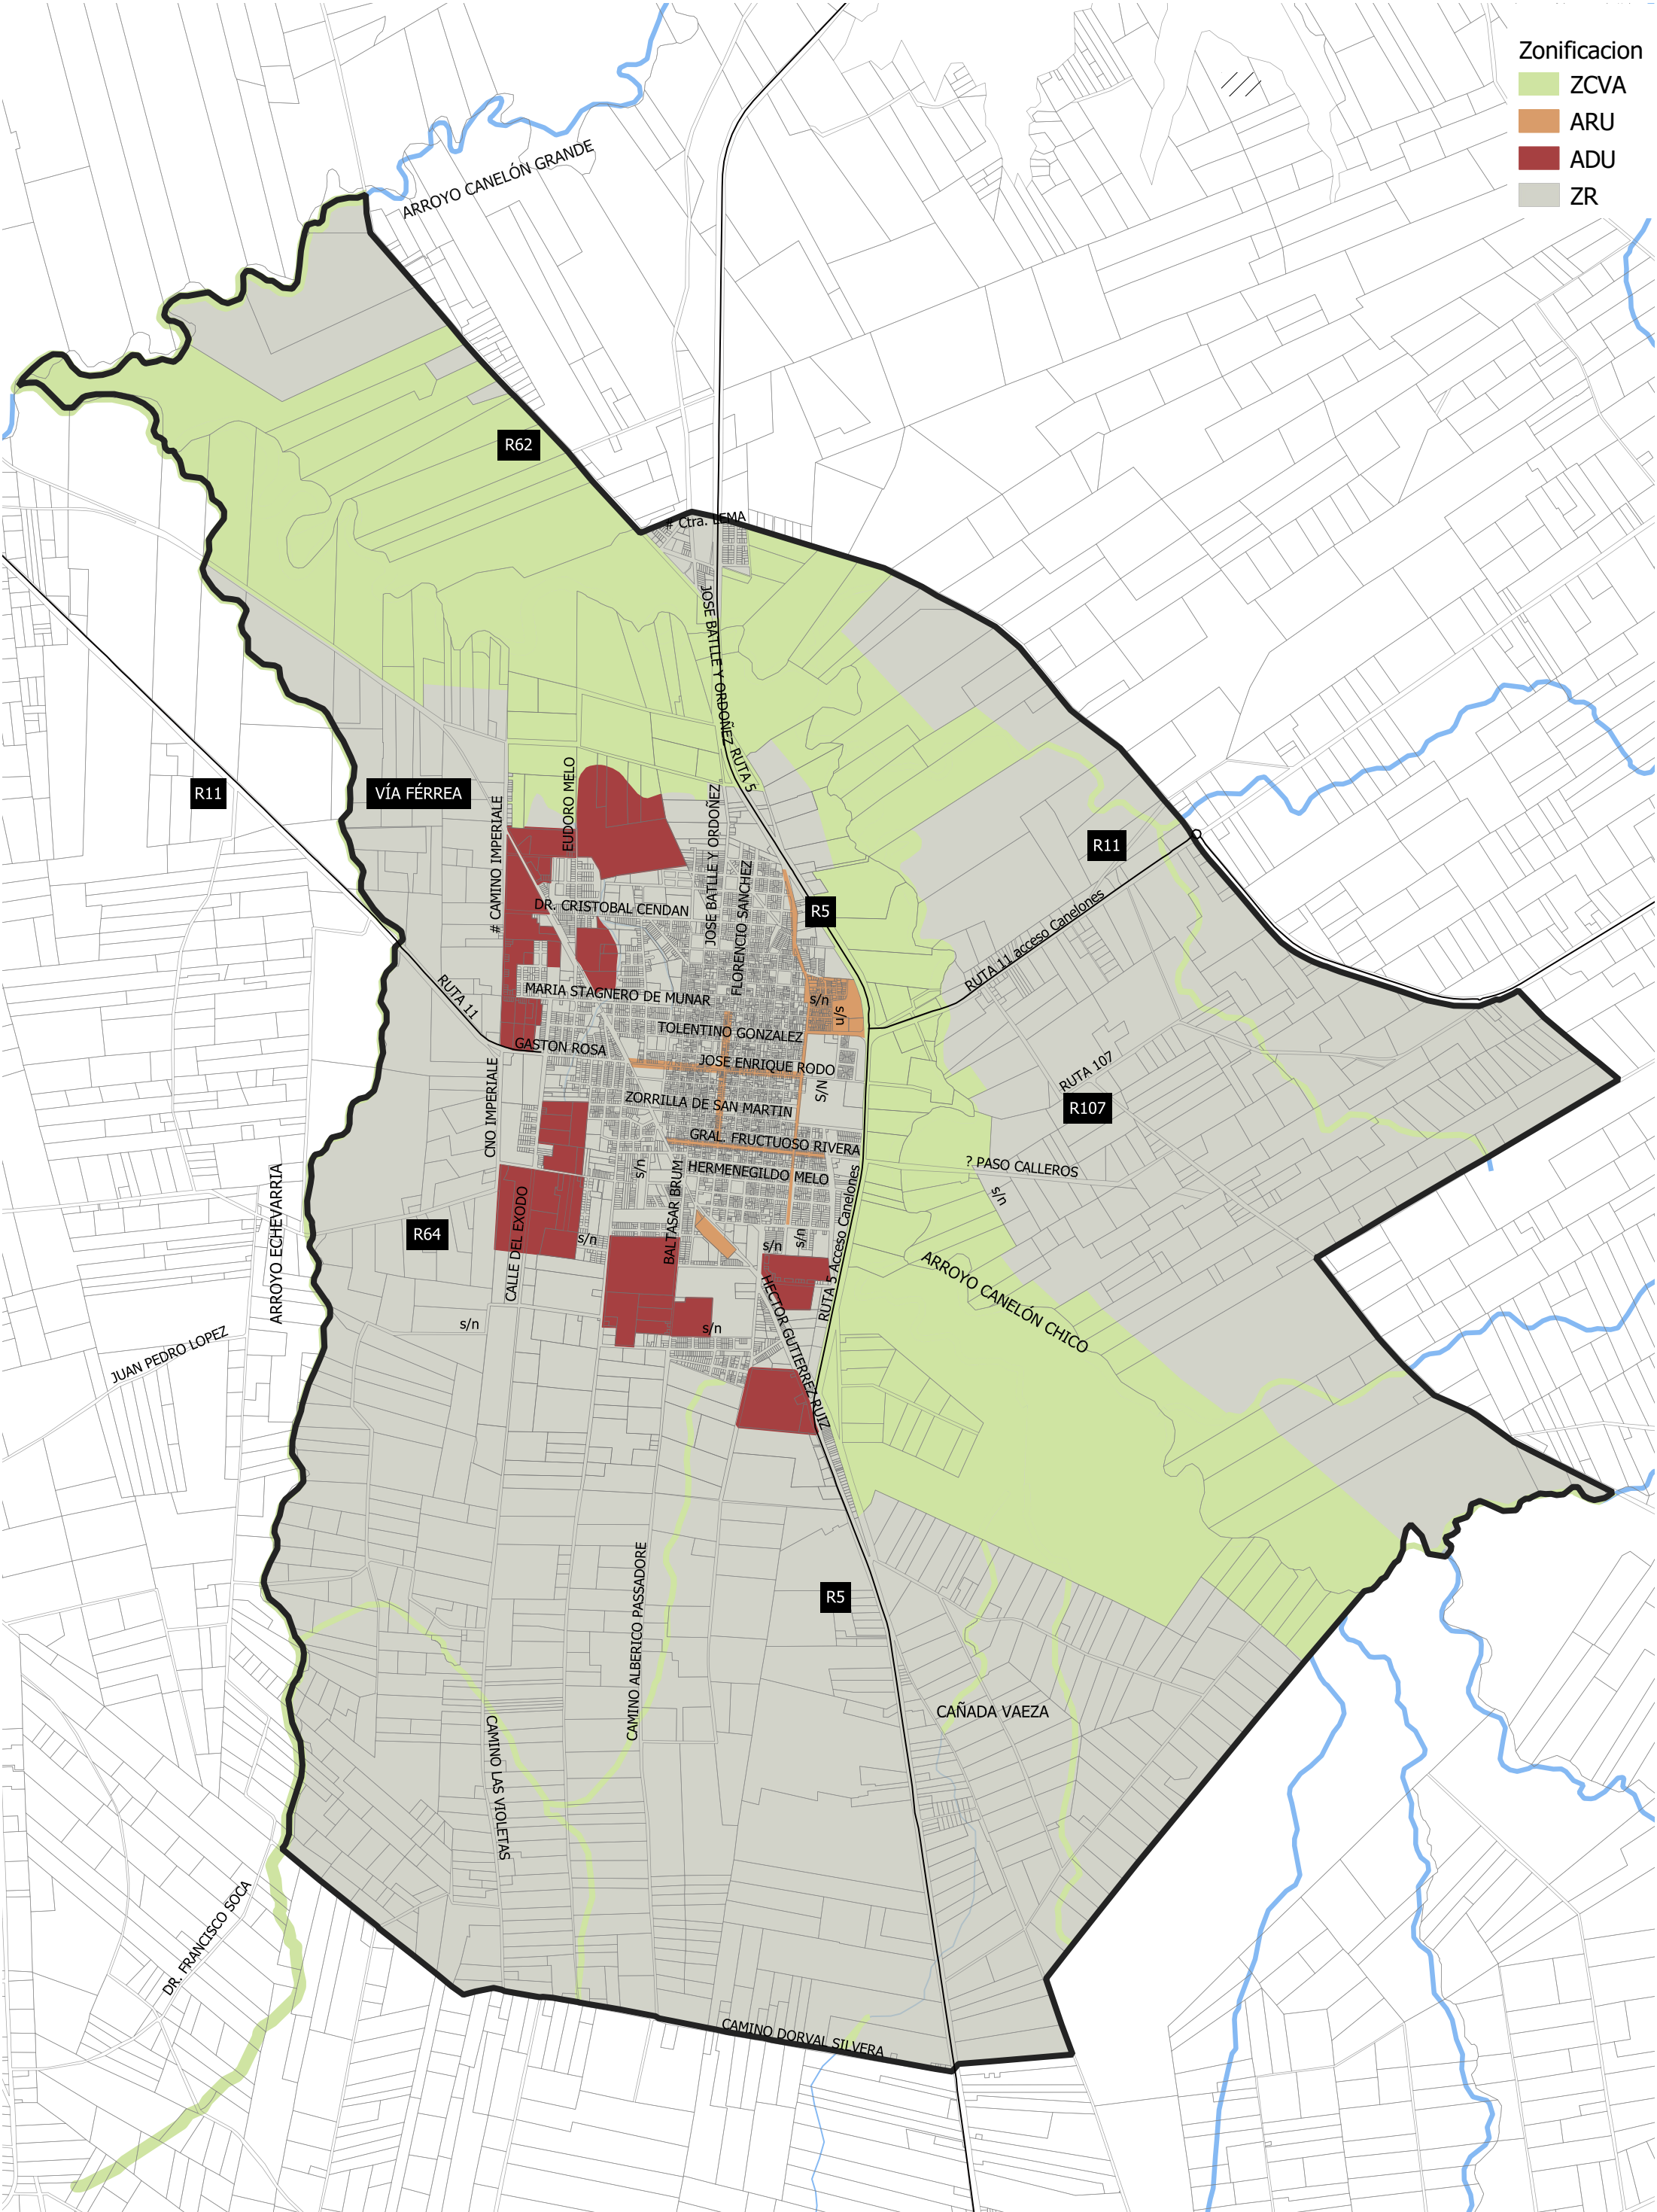 Zonificacion
ZCVA
ARU
ADU
ZR
ARROYO CANELÓN GRANDE
R62
# Ctra. LEMA
JOSE BATLLE Y ORDOÑEZ RUTA 5
R11
VÍA FÉRREA
# CAMINO IMPERIALE
EUDORO MELO
JOSE BATLLE Y ORDOÑEZ
FLORENCIO SANCHEZ
R11
R5
DR. CRISTOBAL CENDAN
RUTA 11 acceso Canelones
RUTA 11
MARIA STAGNERO DE MUNAR
s/n
s/n
TOLENTINO GONZALEZ
GASTON ROSA
JOSE ENRIQUE RODO
S/N
RUTA 107
R107
CNO IMPERIALE
ZORRILLA DE SAN MARTIN
GRAL. FRUCTUOSO RIVERA
HERMENEGILDO MELO
s/n
? PASO CALLEROS
s/n
ARROYO ECHEVARRIA
R64
CALLE DEL EXODO
s/n
BALTASAR BRUM
s/n
s/n
RUTA 5 Acceso Canelones
ARROYO CANELÓN CHICO
HECTOR GUTIERREZ RUIZ
s/n
s/n
JUAN PEDRO LOPEZ
CAMINO ALBERICO PASSADORE
R5
CAÑADA VAEZA
CAMINO LAS VIOLETAS
DR. FRANCISCO SOCA
CAMINO DORVAL SILVERA